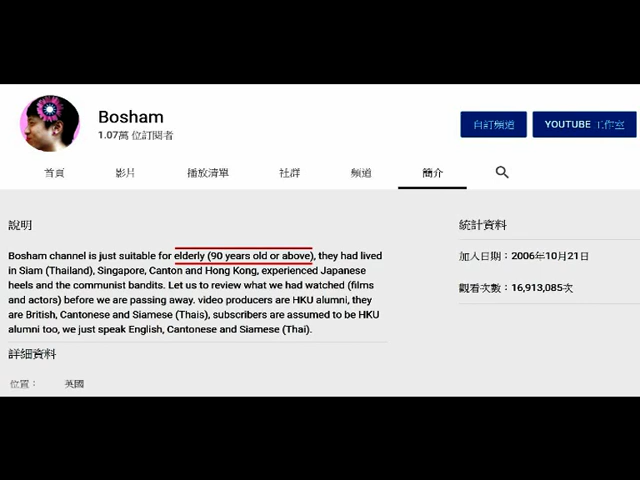 Bosham
1.07萬 位訂閱者
自訂頻道
YOUTUBE 工作室
首頁 影片 播放清單 社群 頻道 簡介
說明
Bosham channel is just suitable for elderly (90 years old or above), they had lived
in Siam (Thailand), Singapore, Canton and Hong Kong, experienced Japanese
heels and the communist bandits. Let us to review what we had watched (films
and actors) before we are passing away. video producers are HKU alumni, they
are British, Cantonese and Siamese (Thais), subscribers are assumed to be HKU
alumni too, we just speak English, Cantonese and Siamese (Thai).
詳細資料
位置： 英國
統計資料
加入日期：2006年10月21日
觀看次數：16,913,085次